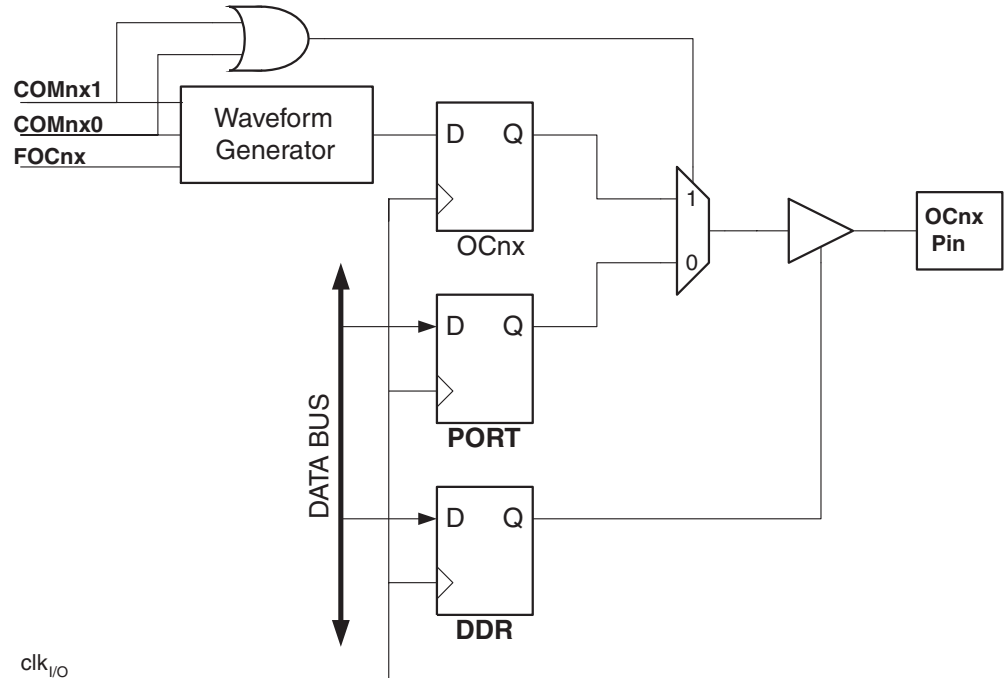 COMnx1
COMnx0
FOCnx
Waveform
Generator
D Q
OCnx
1
0
OCnx
Pin
D Q
PORT
D Q
DDR
DATA BUS
clkI/O